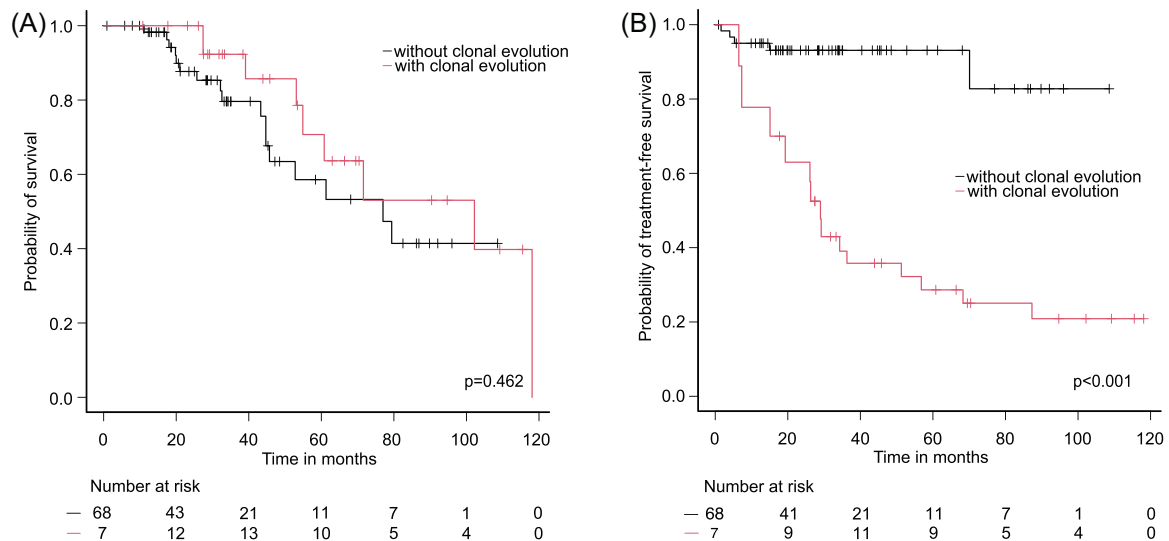 (A)
Probability of survival
1.0
0.8
0.6
0.4
0.2
0.0
without clonal evolution
with clonal evolution
p=0.462
0 20 40 60 80 100 120
Time in months
Number at risk
68 43 21 11 7 1 0
7 12 13 10 5 4 0
(B)
Probability of treatment-free survival
1.0
0.8
0.6
0.4
0.2
0.0
without clonal evolution
with clonal evolution
p<0.001
0 20 40 60 80 100 120
Time in months
Number at risk
68 41 21 11 7 1 0
7 9 11 9 5 4 0